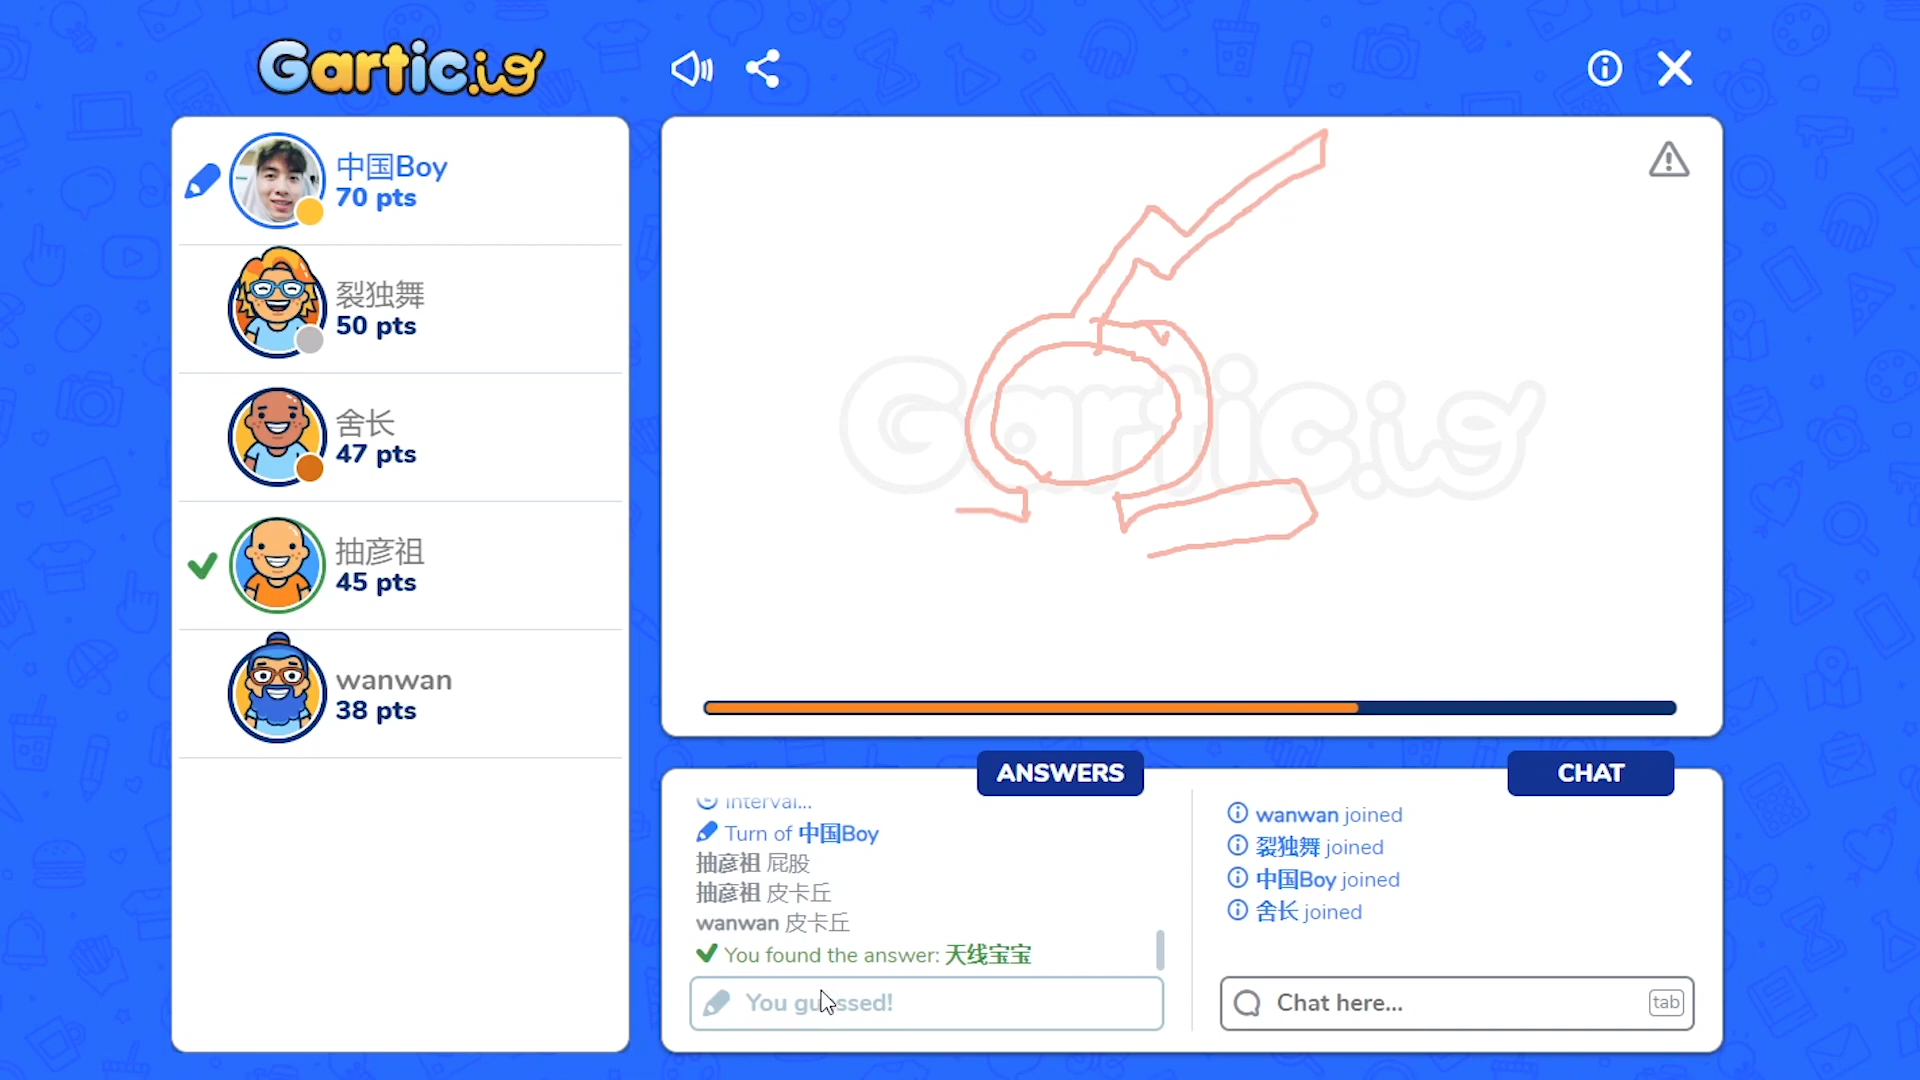 Gartic.io
中国Boy
70 pts
裂独舞
50 pts
舍长
47 pts
抽彦祖
45 pts
wanwan
38 pts
Gartic.io
ANSWERS
Interval...
Turn of 中国Boy
抽彦祖 屁股
抽彦祖 皮卡丘
wanwan 皮卡丘
You found the answer: 天线宝宝
You guessed!
CHAT
wanwan joined
裂独舞 joined
中国Boy joined
舍长 joined
Chat here...
tab